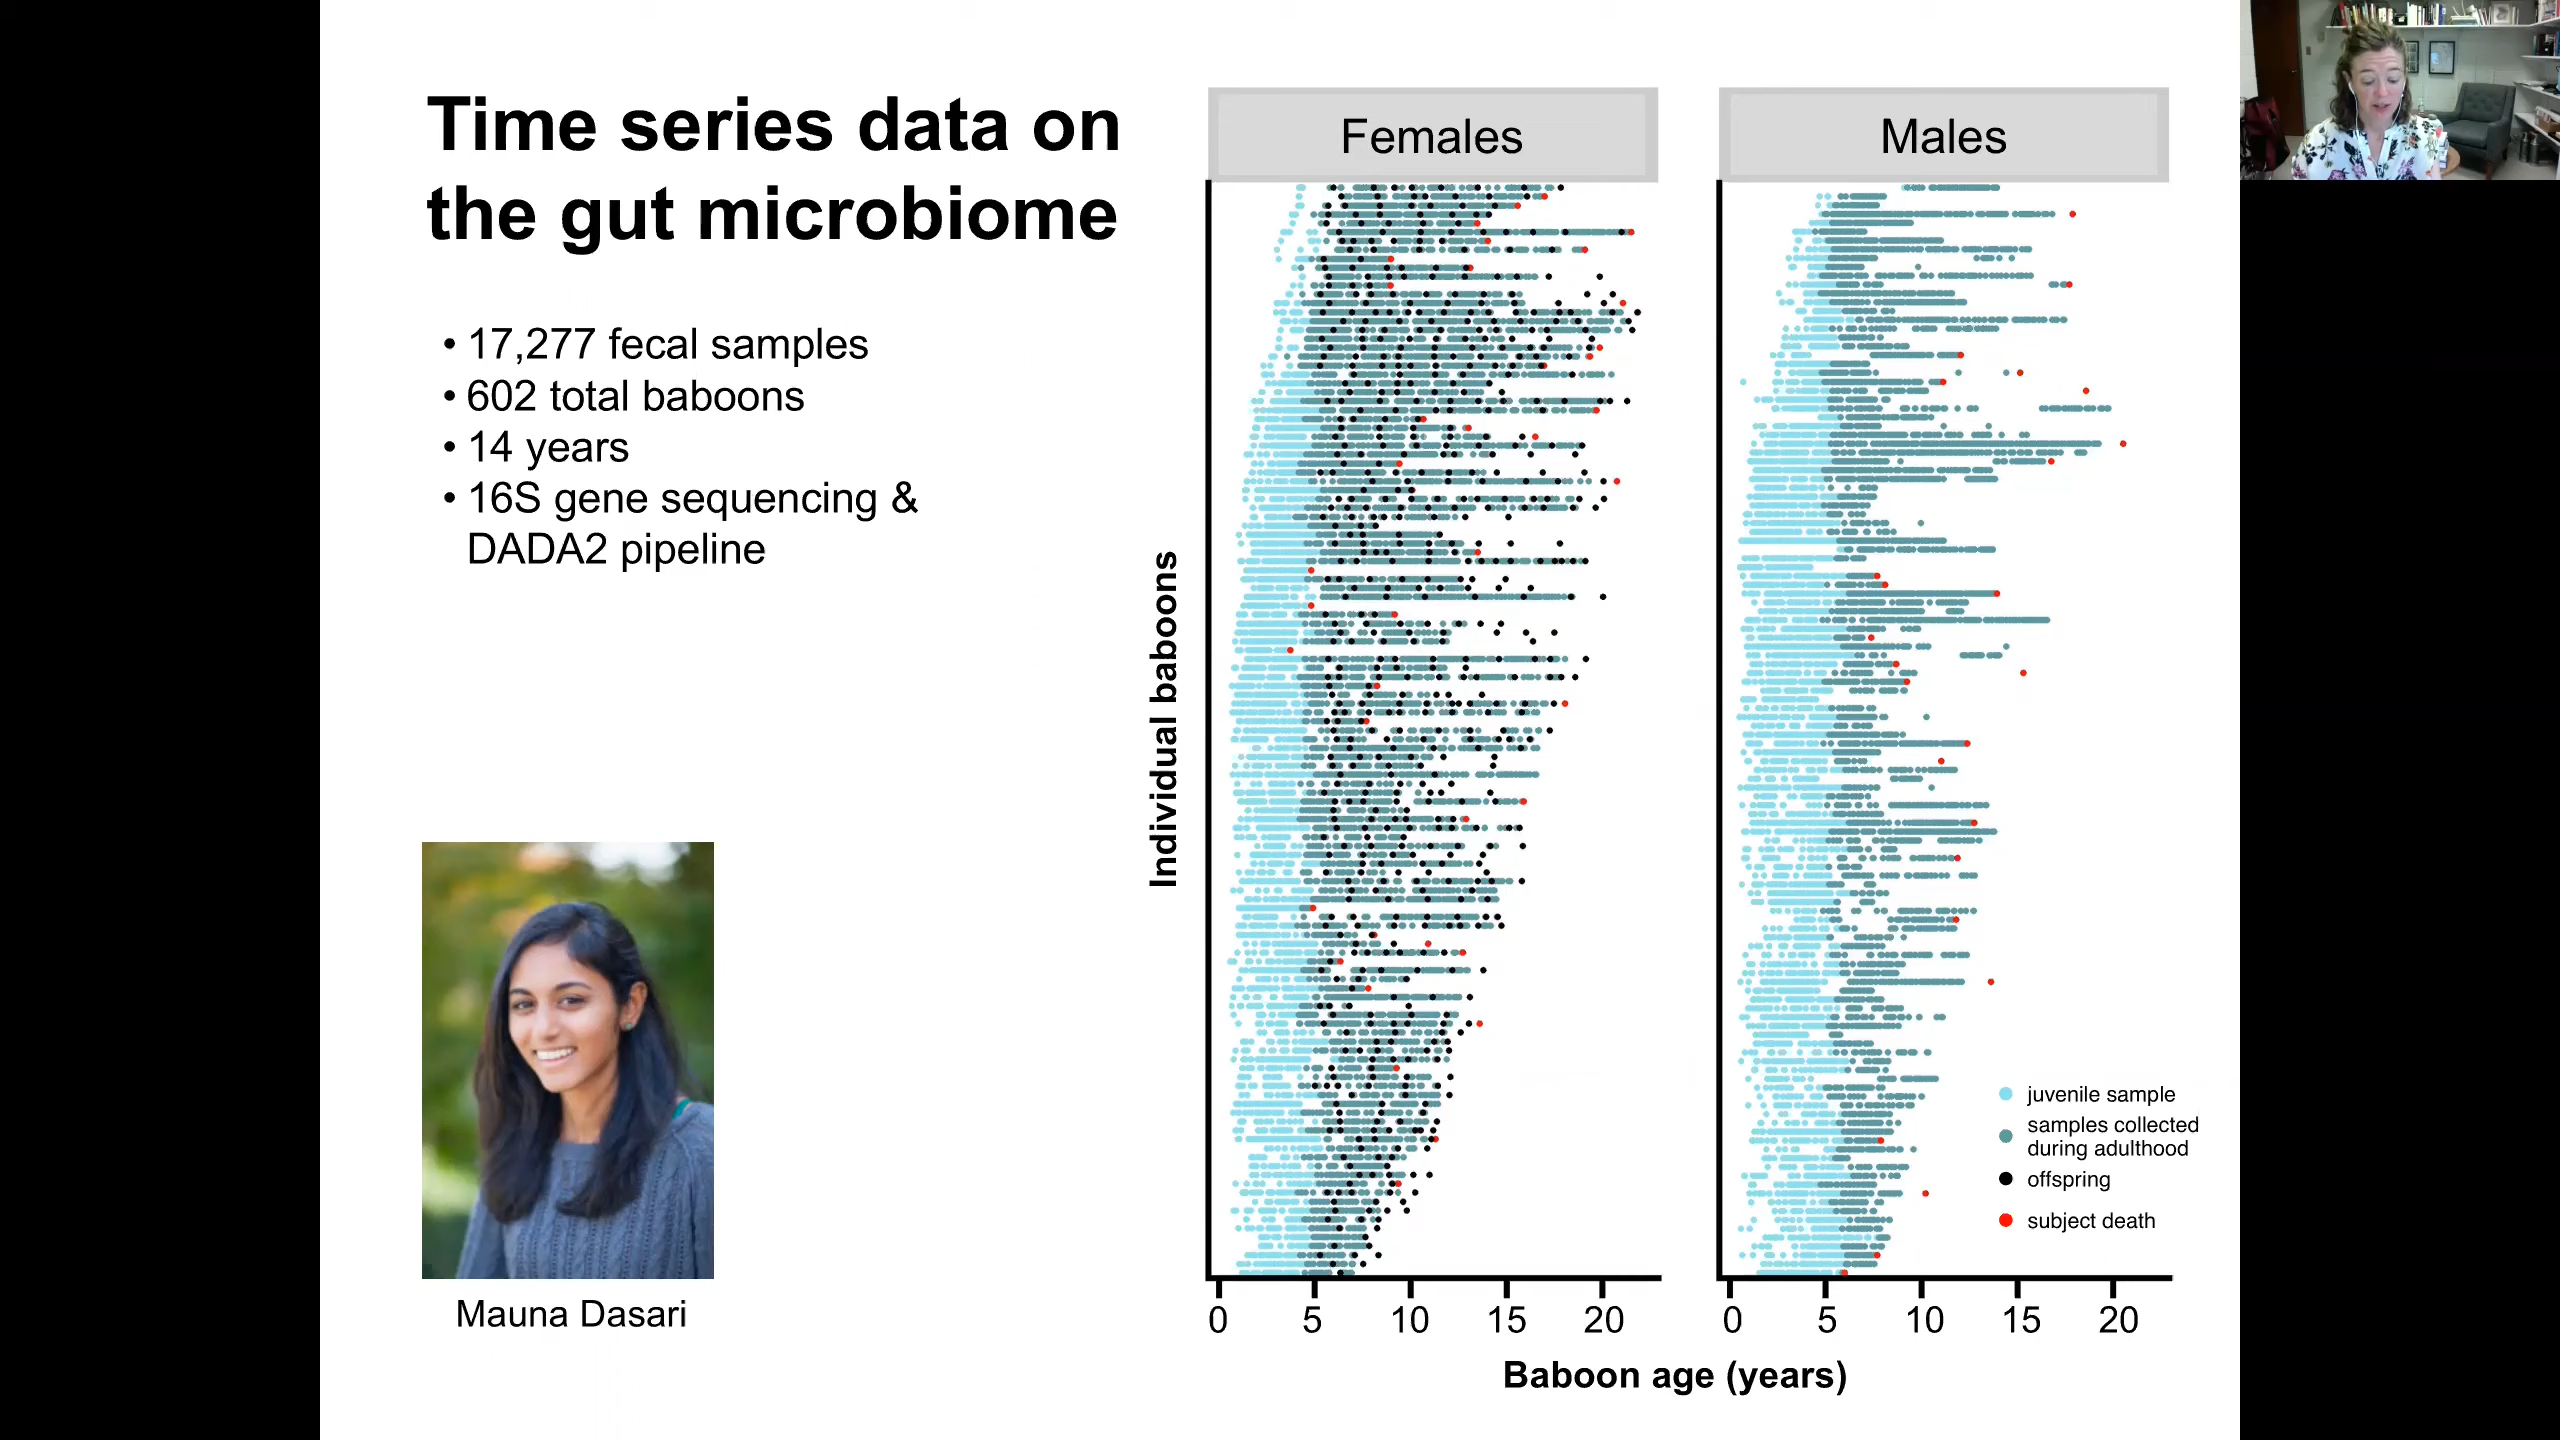 Time series data on
the gut microbiome
• 17,277 fecal samples
• 602 total baboons
• 14 years
• 16S gene sequencing &
DADA2 pipeline
Mauna Dasari
Females
Males
Individual baboons
juvenile sample
samples collected
during adulthood
offspring
subject death
0 5 10 15 20
0 5 10 15 20
Baboon age (years)